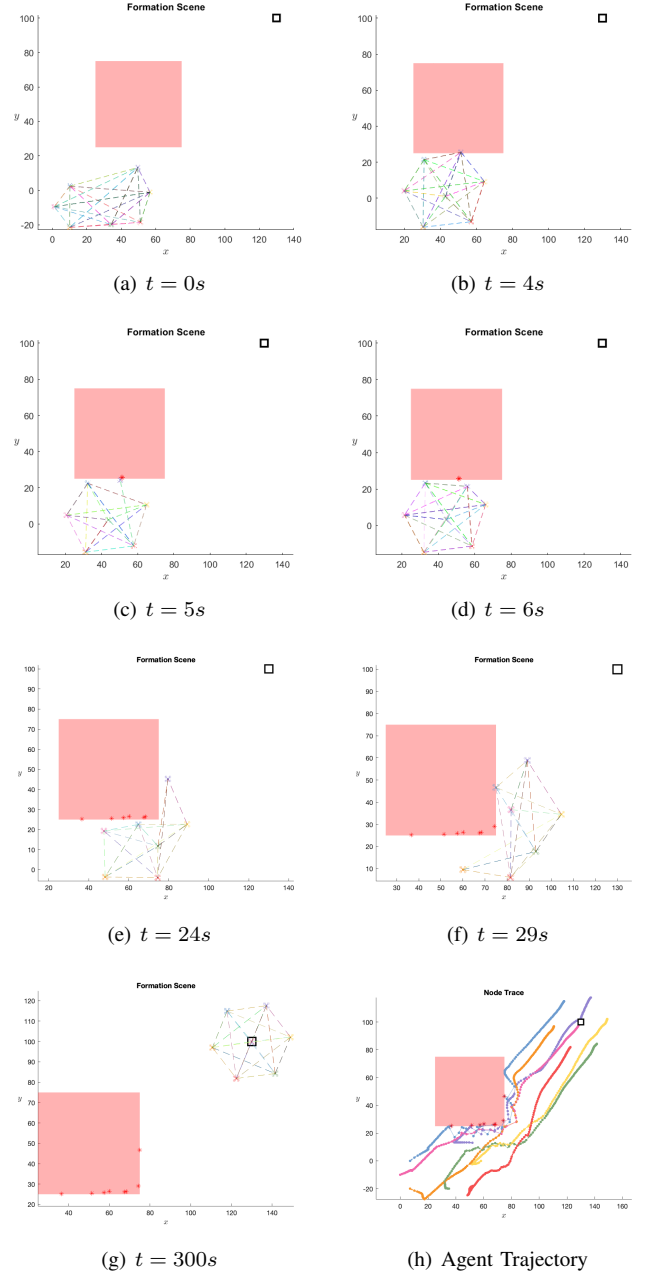 Formation Scene
100
80
60
y
40
20
0
-20
0 20 40 60 80 100 120 140
x
(a) t = 0s
Formation Scene
100
80
60
y
40
20
0
20 40 60 80 100 120 140
x
(b) t = 4s
Formation Scene
100
80
60
y
40
20
0
20 40 60 80 100 120 140
x
(c) t = 5s
Formation Scene
100
80
60
y
40
20
0
20 40 60 80 100 120 140
x
(d) t = 6s
Formation Scene
100
90
80
70
60
y
50
40
30
20
10
0
20 40 60 80 100 120 140
x
(e) t = 24s
Formation Scene
100
90
80
70
60
y
50
40
30
20
10
30 40 50 60 70 80 90 100 110 120 130
x
(f) t = 29s
Formation Scene
120
110
100
90
80
y
70
60
50
40
30
20
40 60 80 100 120 140
x
(g) t = 300s
Node Trace
100
80
60
y
40
20
0
-20
0 20 40 60 80 100 120 140 160
x
(h) Agent Trajectory